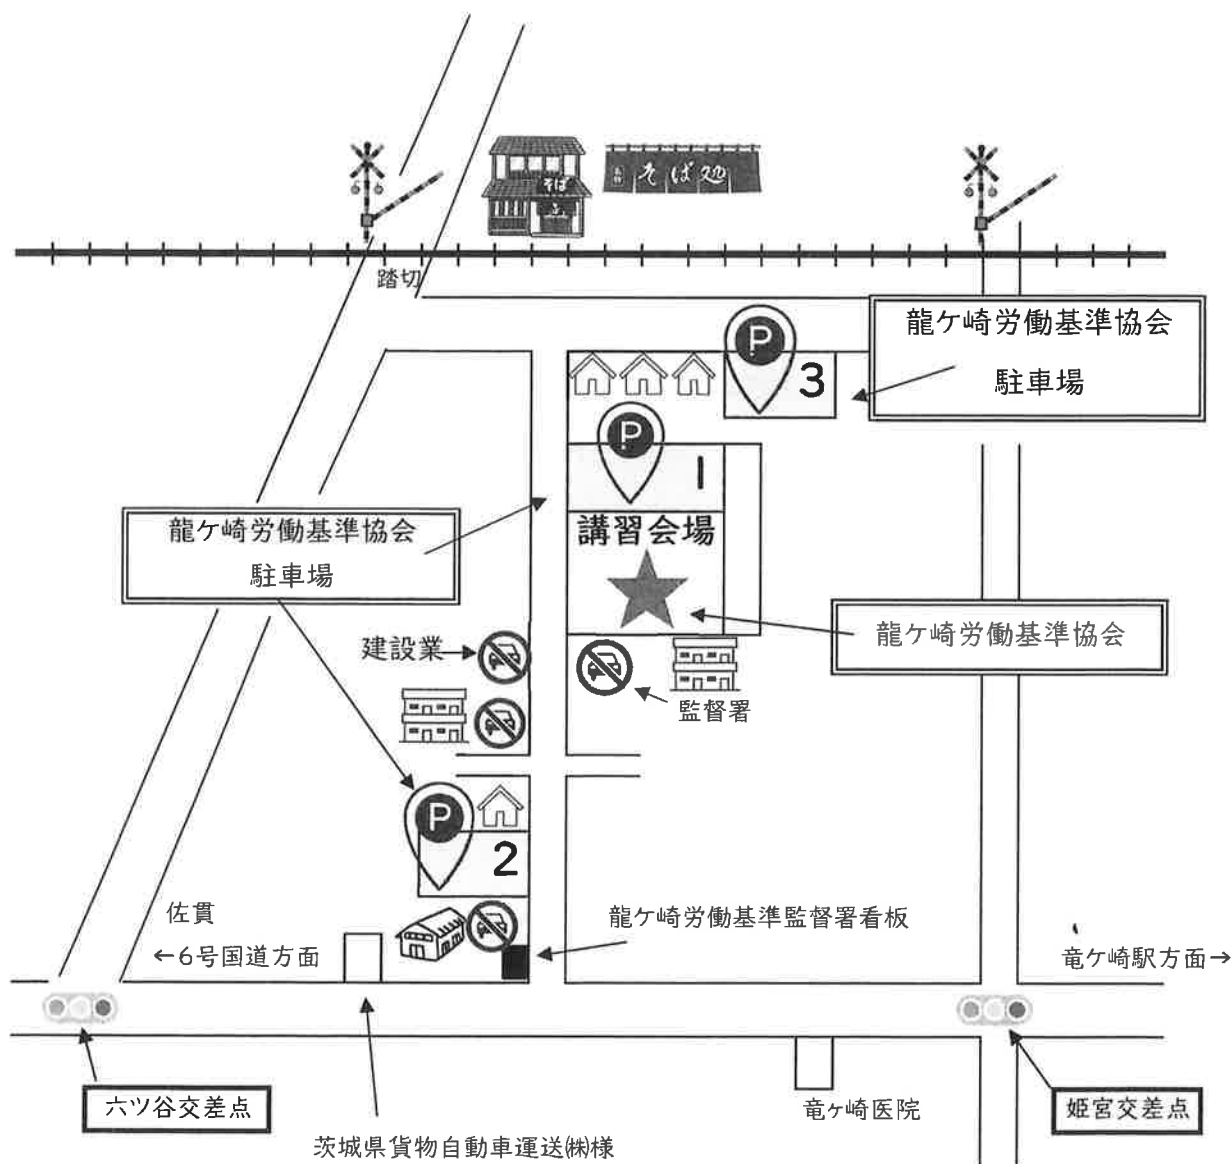 そば
そば処
踏切
龍ケ崎労働基準協会
駐車場
P
3
P
1
講習会場
龍ケ崎労働基準協会
駐車場
龍ケ崎労働基準協会
建設業
監督署
P
2
佐貫
←6号国道方面
龍ケ崎労働基準監督署看板
竜ケ崎駅方面→
六ツ谷交差点
竜ヶ崎医院
姫宮交差点
茨城県貨物自動車運送㈱様